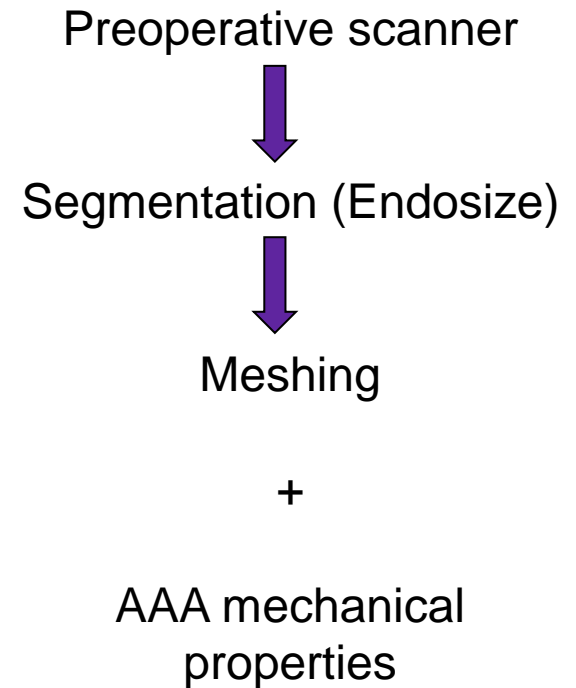 Preoperative scanner
Segmentation (Endosize)
Meshing
+
AAA mechanical
properties